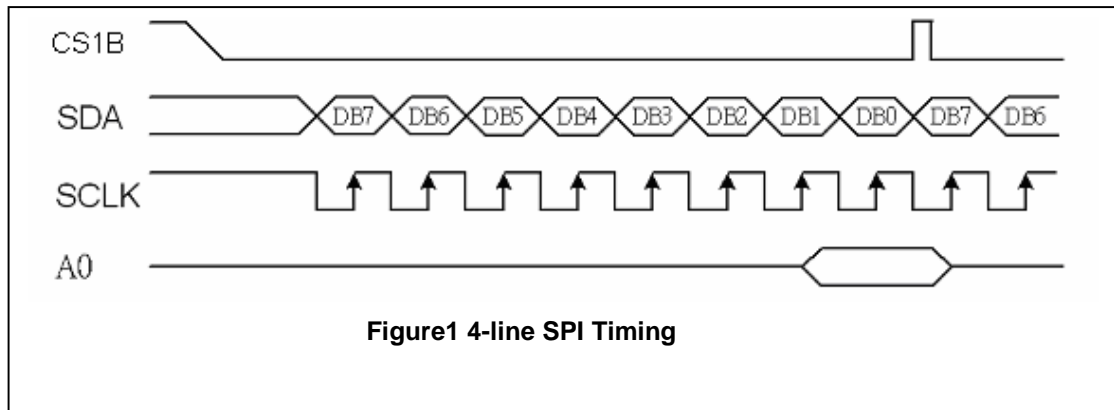 CS1B
SDA DB7 DB6 DB5 DB4 DB3 DB2 DB1 DB0 DB7 DB6
SCLK
A0
Figure1 4-line SPI Timing